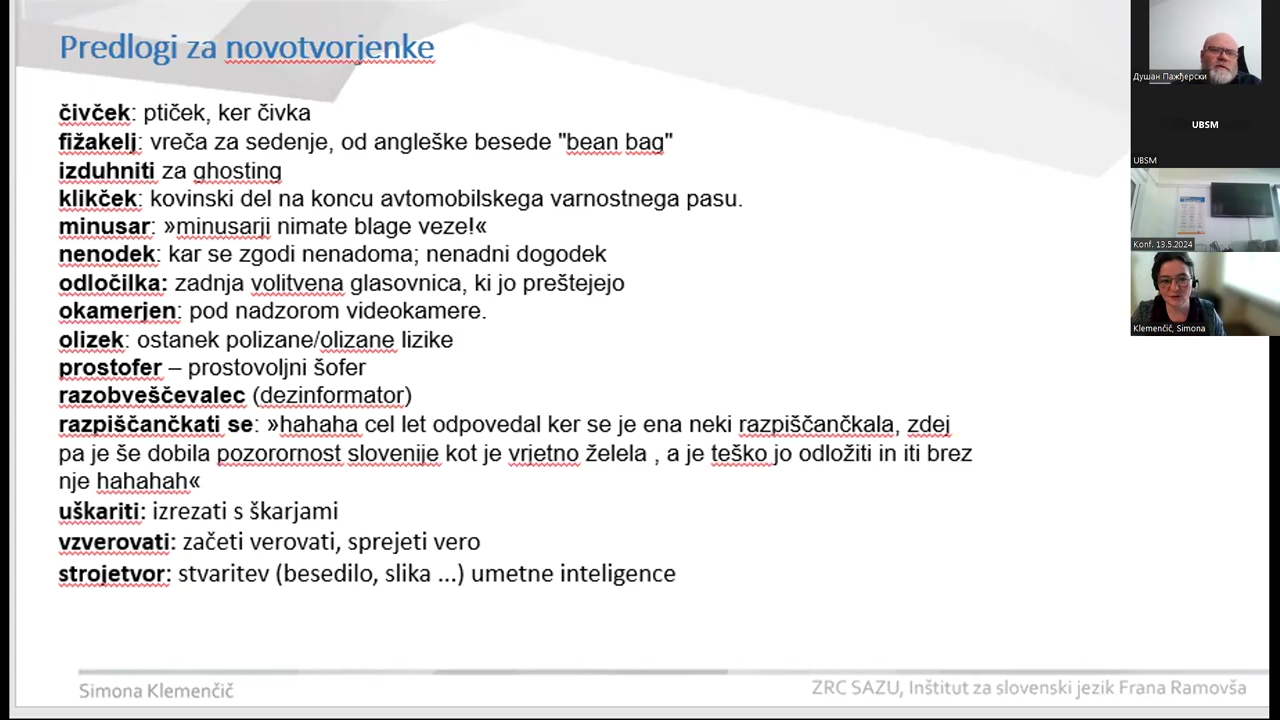 Predlogi za novotvorjenke
čivček: ptiček, ker čivka
fižakelj: vreča za sedenje, od angleške besede "bean bag"
izduhniti za ghosting
klikček: kovinski del na koncu avtomobilskega varnostnega pasu.
minusar: »minusarji nimate blage veze!«
nenodek: kar se zgodi nenadoma; nenadni dogodek
odločilka: zadnja volitvena glasovnica, ki jo preštejejo
okamerjen: pod nadzorom videokamere.
olizek: ostanek polizane/olizane lizike
prostofer – prostovoljni šofer
razobveščevalec (dezinformator)
razpiščančkati se: »hahaha cel let odpovedal ker se je ena neki razpiščančkala, zdej
pa je še dobila pozorornost slovenije kot je vrjetno želela , a je teško jo odložiti in iti brez
nje hahahah«
uškariti: izrezati s škarjami
vzverovati: začeti verovati, sprejeti vero
strojetvor: stvaritev (besedilo, slika ...) umetne inteligence
Simona Klemenčič
ZRC SAZU, Inštitut za slovenski jezik Frana Ramovša
Душан Пажђерски
UBSM
UBSM
Konf. 13.5.2024
Klemenčič, Simona